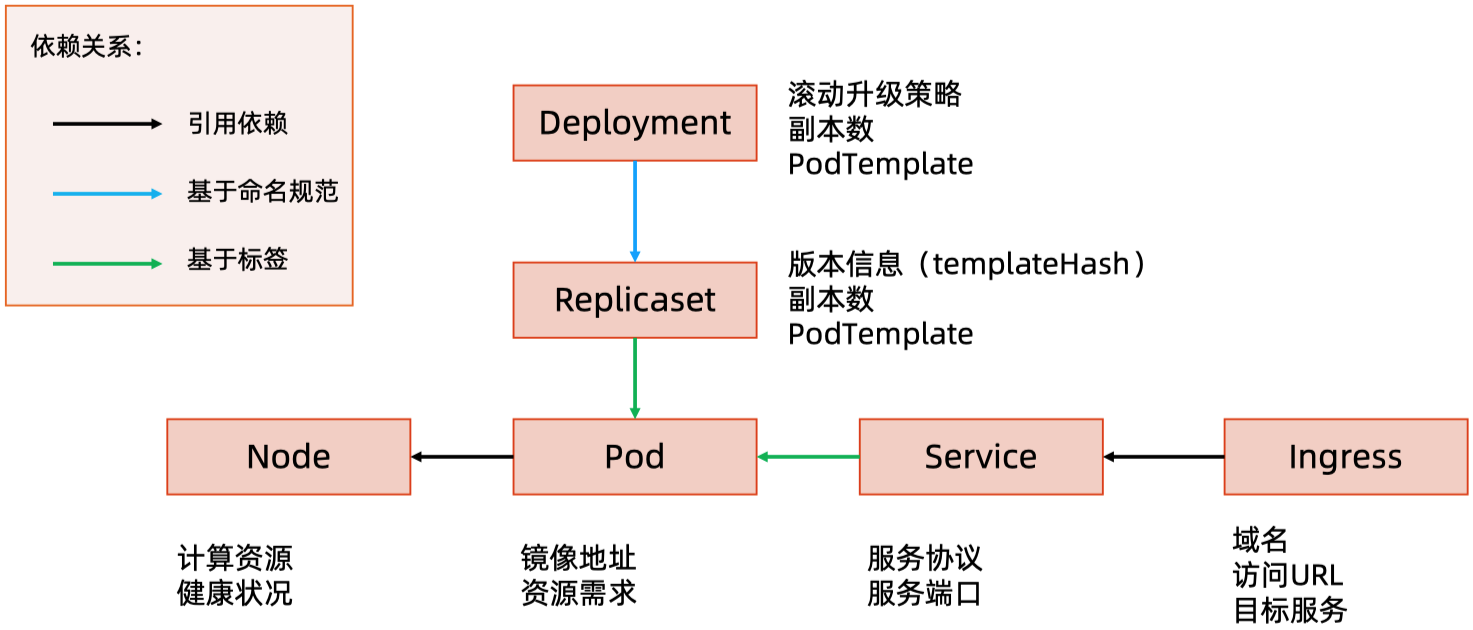 依赖关系：
引用依赖
基于命名规范
基于标签
Deployment
滚动升级策略
副本数
PodTemplate
Replicaset
版本信息（templateHash）
副本数
PodTemplate
Node
Pod
Service
Ingress
计算资源
健康状况
镜像地址
资源需求
服务协议
服务端口
域名
访问URL
目标服务